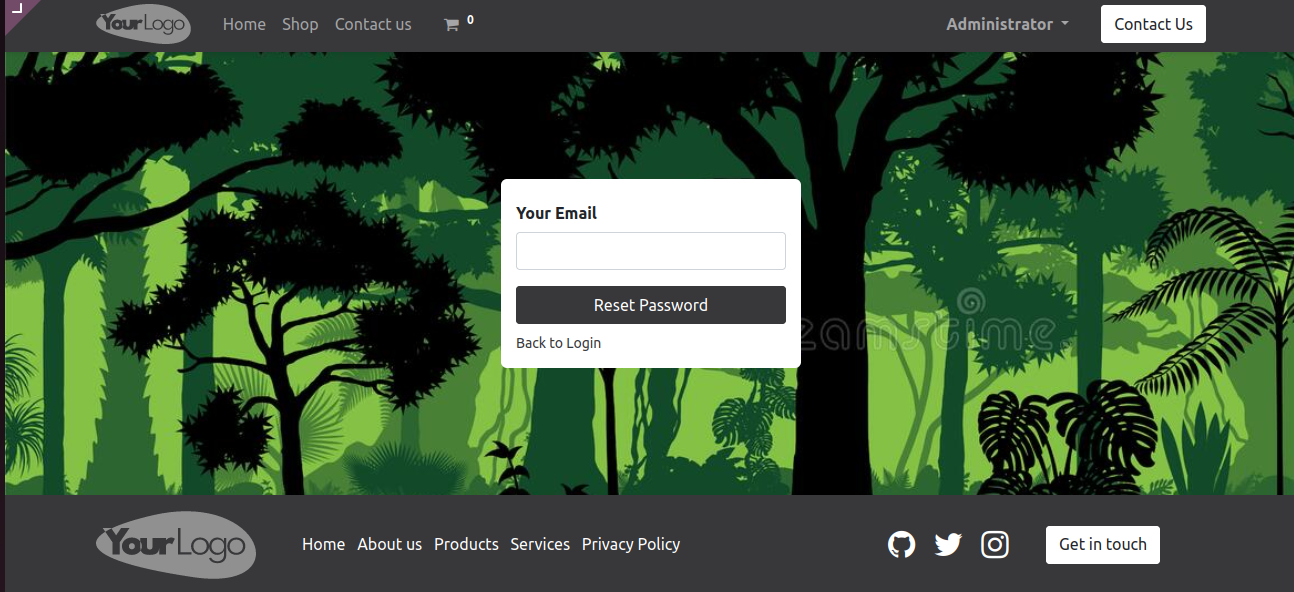 YourLogo Home Shop Contact us 0 Administrator Contact Us
Your Email
Reset Password
Back to Login
YourLogo Home About us Products Services Privacy Policy Get in touch